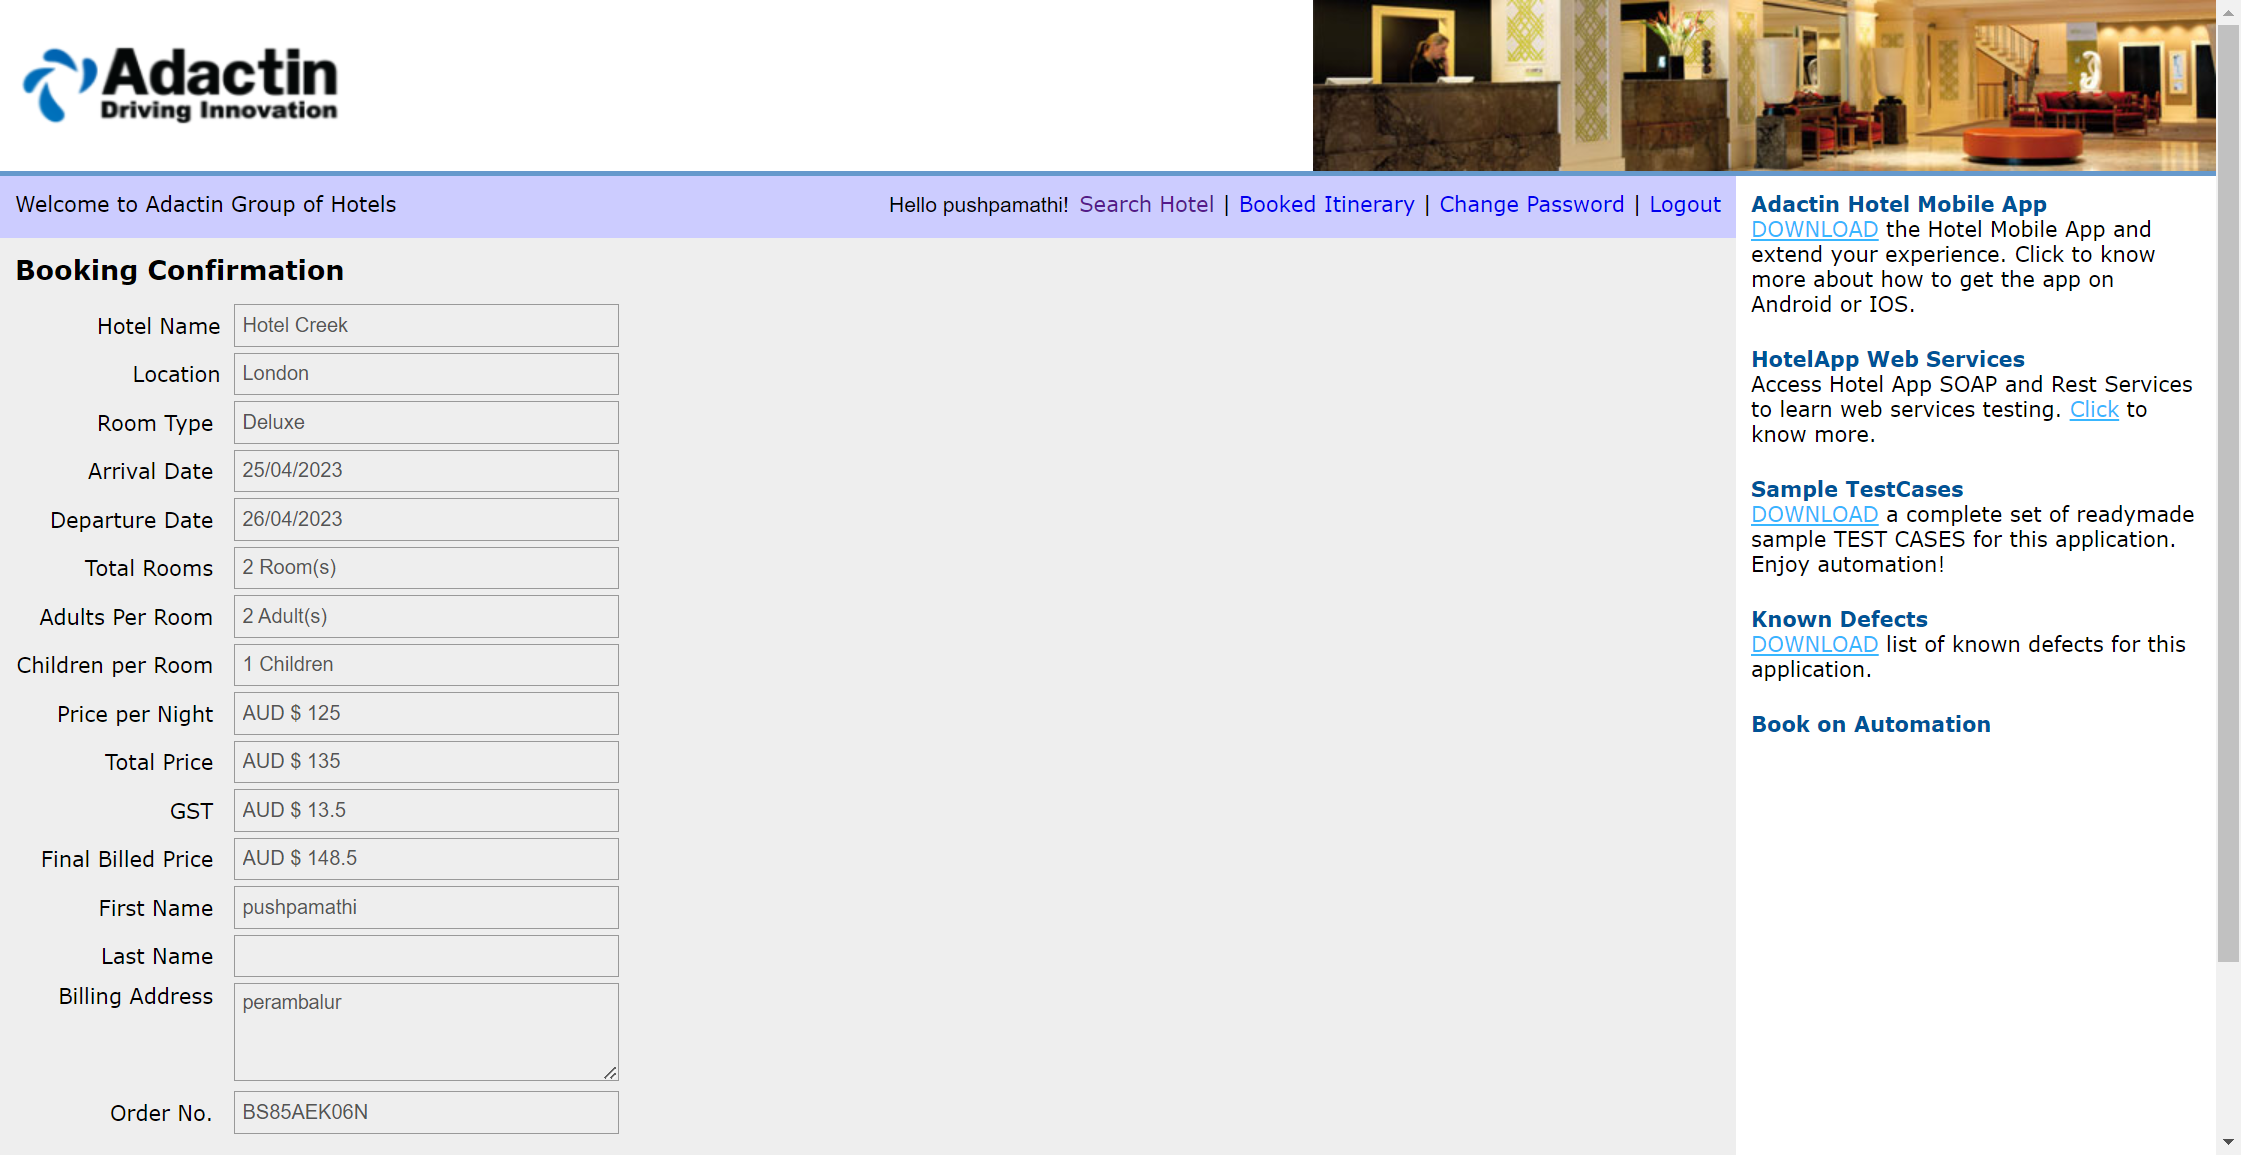 Adactin
Driving Innovation
Welcome to Adactin Group of Hotels
Hello pushpamathi! Search Hotel | Booked Itinerary | Change Password | Logout
Booking Confirmation
Hotel Name Hotel Creek
Location London
Room Type Deluxe
Arrival Date 25/04/2023
Departure Date 26/04/2023
Total Rooms 2 Room(s)
Adults Per Room 2 Adult(s)
Children per Room 1 Children
Price per Night AUD $ 125
Total Price AUD $ 135
GST AUD $ 13.5
Final Billed Price AUD $ 148.5
First Name pushpamathi
Last Name
Billing Address perambalur
Order No. BS85AEK06N
Adactin Hotel Mobile App
DOWNLOAD the Hotel Mobile App and
extend your experience. Click to know
more about how to get the app on
Android or IOS.
HotelApp Web Services
Access Hotel App SOAP and Rest Services
to learn web services testing. Click to
know more.
Sample TestCases
DOWNLOAD a complete set of readymade
sample TEST CASES for this application.
Enjoy automation!
Known Defects
DOWNLOAD list of known defects for this
application.
Book on Automation